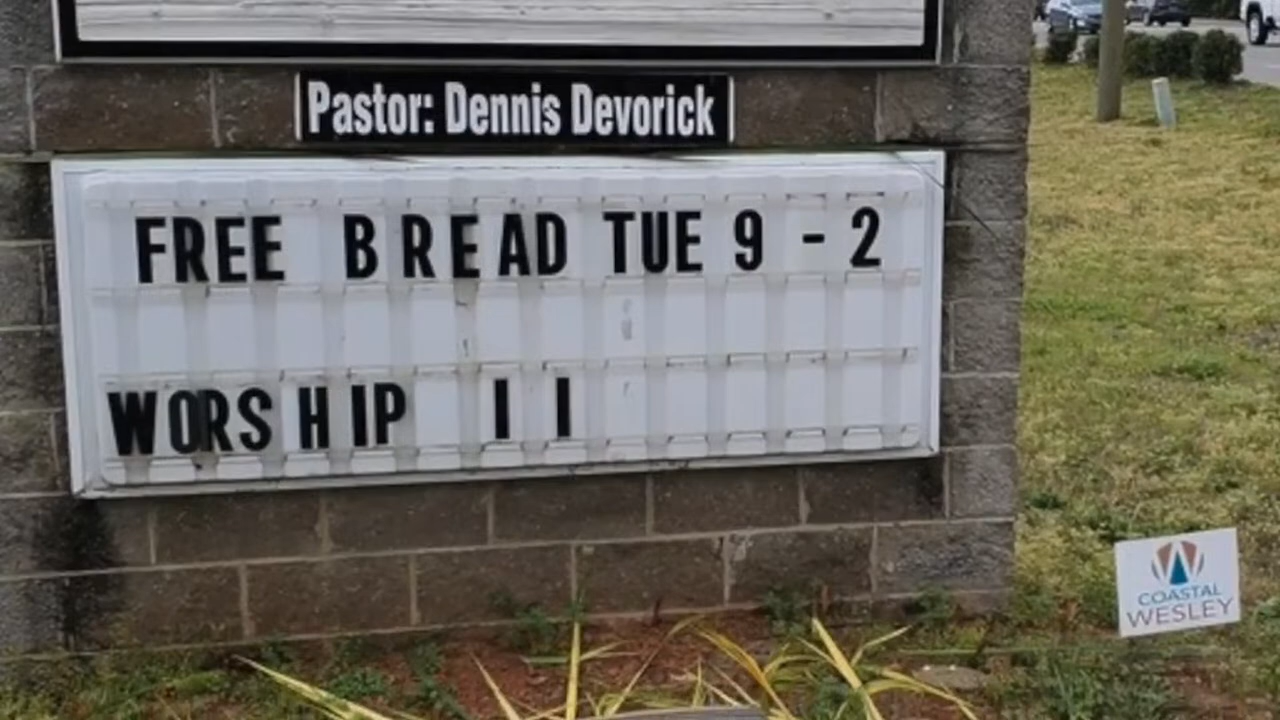 Pastor: Dennis Devorick
FREE BREAD TUE 9 - 2
WORSHIP 11
COASTAL
WESLEY